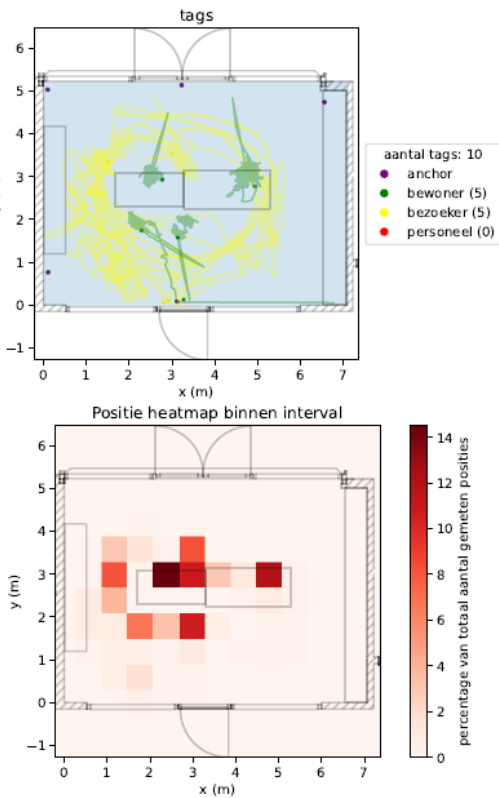 tags
6
5
4
3
2
1
0
−1
0 1 2 3 4 5 6 7
x (m)
aantal tags: 10
anchor
bewoner (5)
bezoeker (5)
personeel (0)
Positie heatmap binnen interval
6
5
4
3
2
1
0
−1
y (m)
0 1 2 3 4 5 6 7
x (m)
14
12
10
8
6
4
2
0
percentage van totaal aantal gemeten posities